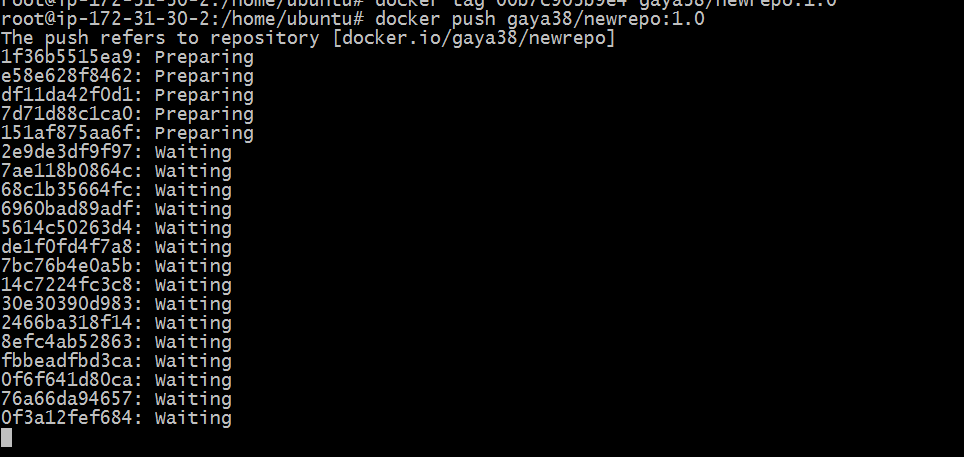 root@ip-172-31-30-2:/home/ubuntu# docker tag 00b7c905b9e4 gaya38/newrepo:1.0
root@ip-172-31-30-2:/home/ubuntu# docker push gaya38/newrepo:1.0
The push refers to repository [docker.io/gaya38/newrepo]
1f36b5515ea9: Preparing
e58e628f8462: Preparing
df11da42f0d1: Preparing
7d71d88c1ca0: Preparing
151af875aa6f: Preparing
2e9de3df9f97: Waiting
7ae118b0864c: Waiting
68c1b35664fc: Waiting
6960bad89adf: Waiting
5614c50263d4: Waiting
de1f0fd4f7a8: Waiting
7bc76b4e0a5b: Waiting
14c7224fc3c8: Waiting
30e30390d983: Waiting
2466ba318f14: Waiting
8efc4ab52863: Waiting
fbbeadfbd3ca: Waiting
0f6f641d80ca: Waiting
76a66da94657: Waiting
0f3a12fef684: Waiting